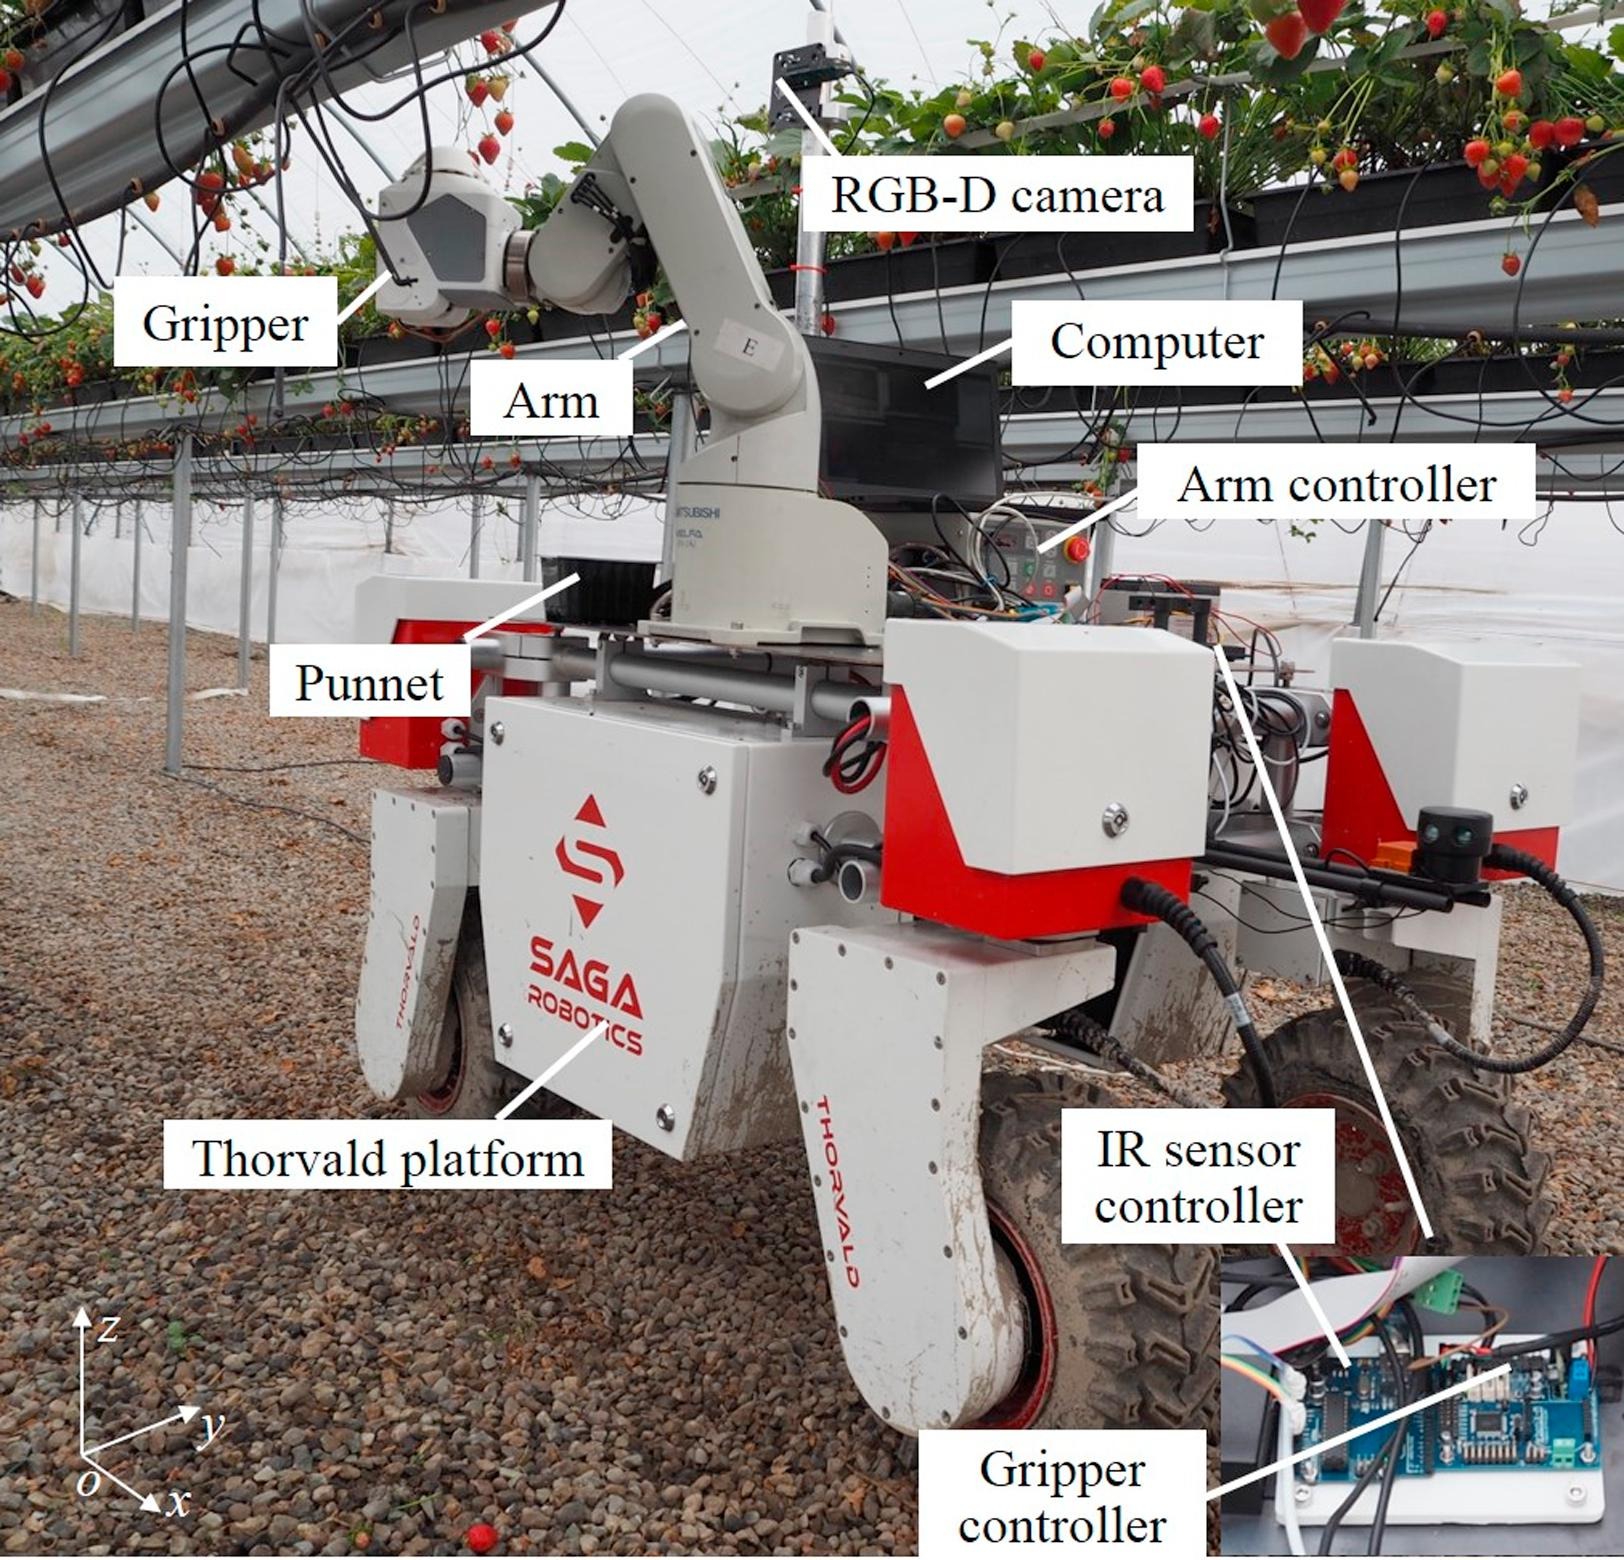 RGB-D camera
Gripper
Computer
E
Arm
Arm controller
MITSUBISHI
MELFA
Punnet
SAGA
ROBOTICS
THORVALD
THORVALD
Thorvald platform
IR sensor
controller
z
y
o
x
Gripper
controller